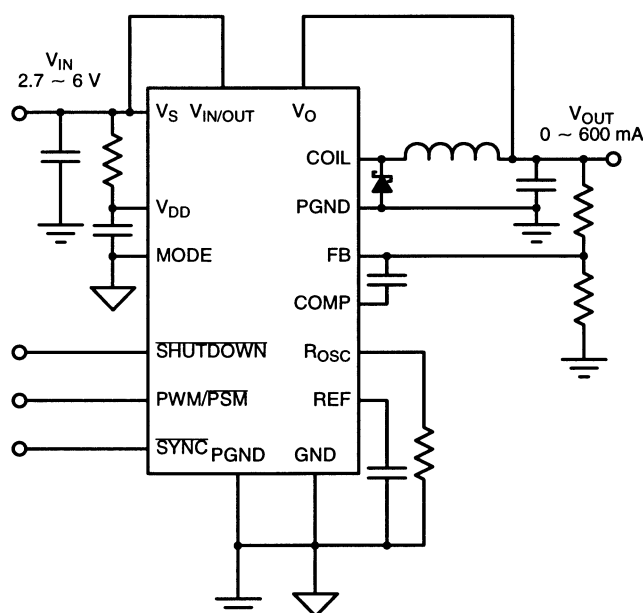 V_IN
2.7 ~ 6 V
V_S V_IN/OUT V_O
V_OUT
0 ~ 600 mA
COIL
V_DD PGND
MODE FB
COMP
SHUTDOWN R_OSC
PWM/PSM REF
SYNC PGND GND